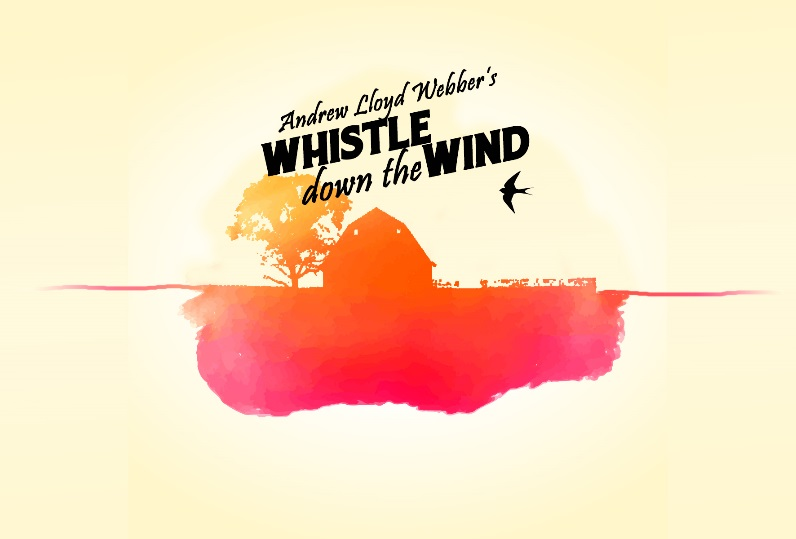 Andrew Lloyd Webber's
WHISTLE
down the WIND